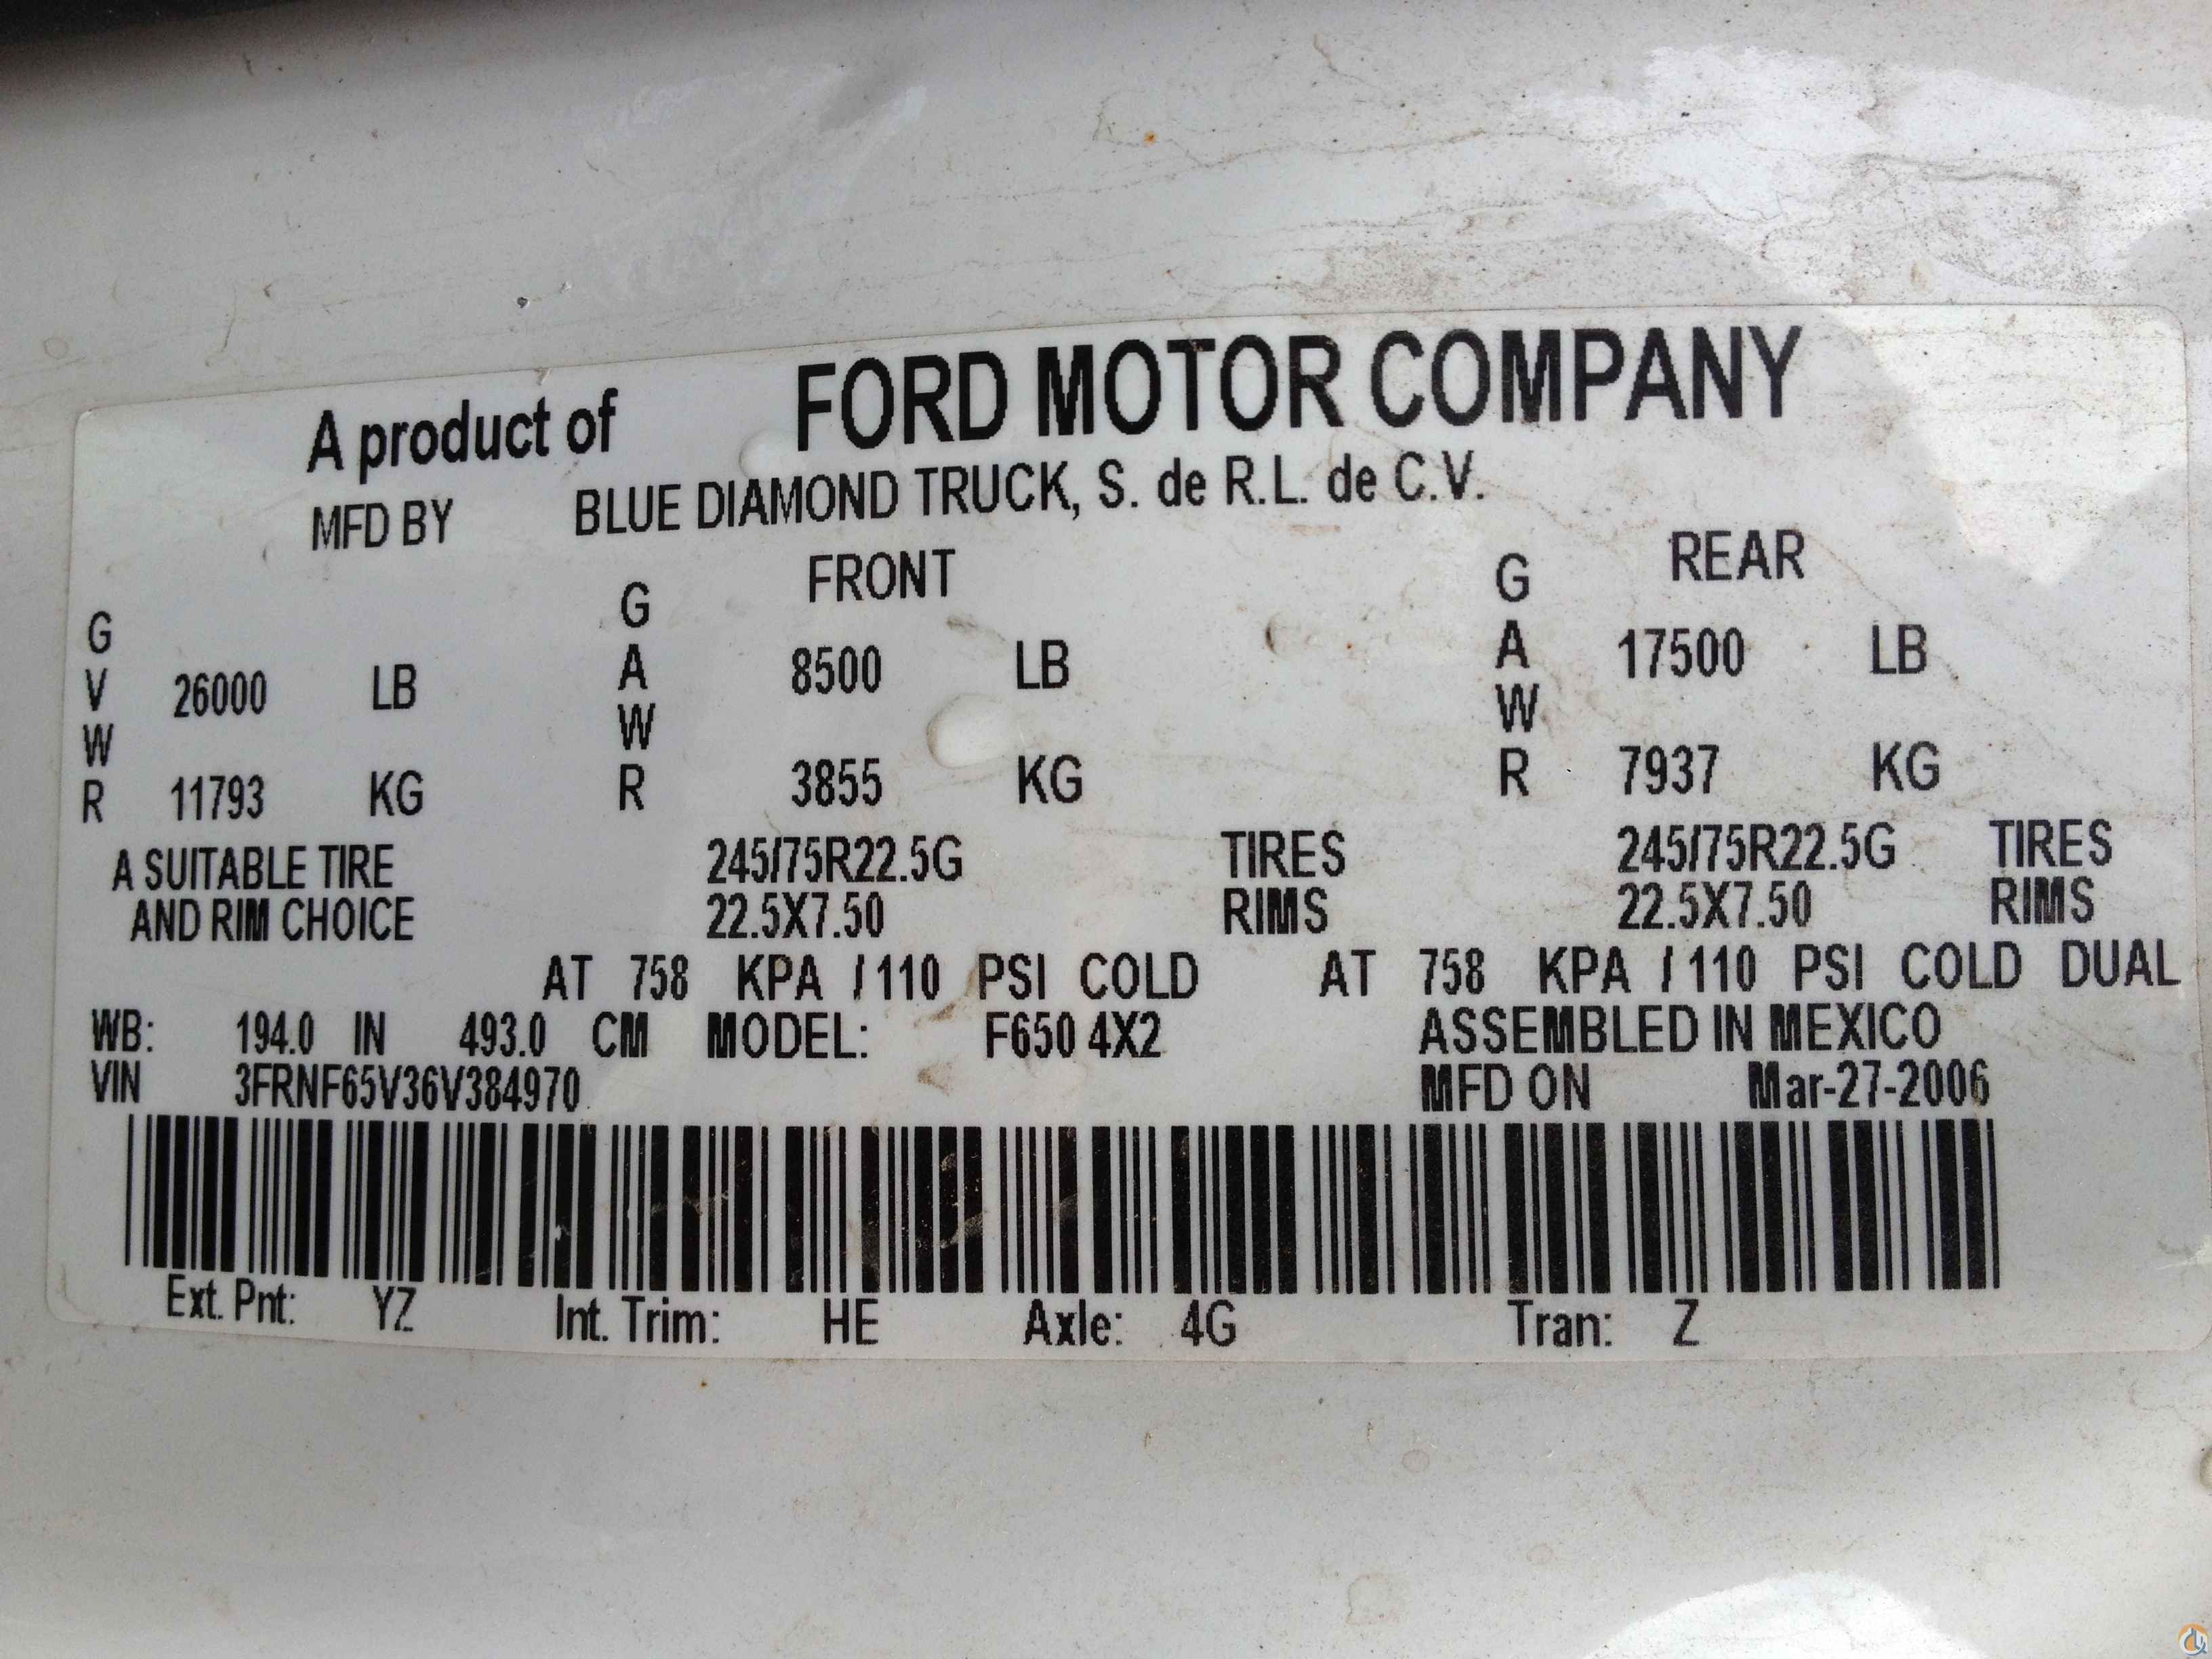 A product of FORD MOTOR COMPANY
MFD BY BLUE DIAMOND TRUCK, S. de R.L. de C.V.
GVWR 26000 LB 11793 KG
GAWR FRONT 8500 LB 3855 KG
GAWR REAR 17500 LB 7937 KG
A SUITABLE TIRE 245/75R22.5G TIRES 245/75R22.5G TIRES
AND RIM CHOICE 22.5X7.50 RIMS 22.5X7.50 RIMS
AT 758 KPA / 110 PSI COLD AT 758 KPA / 110 PSI COLD DUAL
WB: 194.0 IN 493.0 CM MODEL: F650 4X2 ASSEMBLED IN MEXICO
VIN 3FRNF65V36V384970 MFD ON Mar-27-2006
Ext. Pnt: YZ Int. Trim: HE Axle: 4G Tran: Z